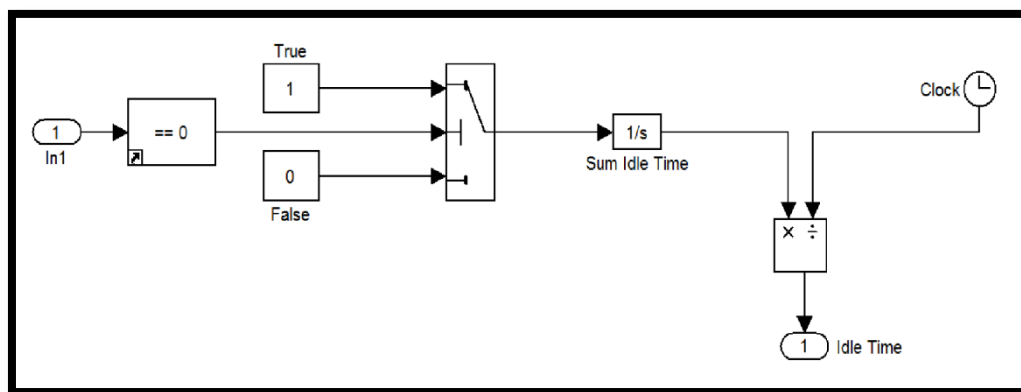 True
1
Clock
1
In1
== 0
1/s
Sum Idle Time
0
False
× ÷
1
Idle Time